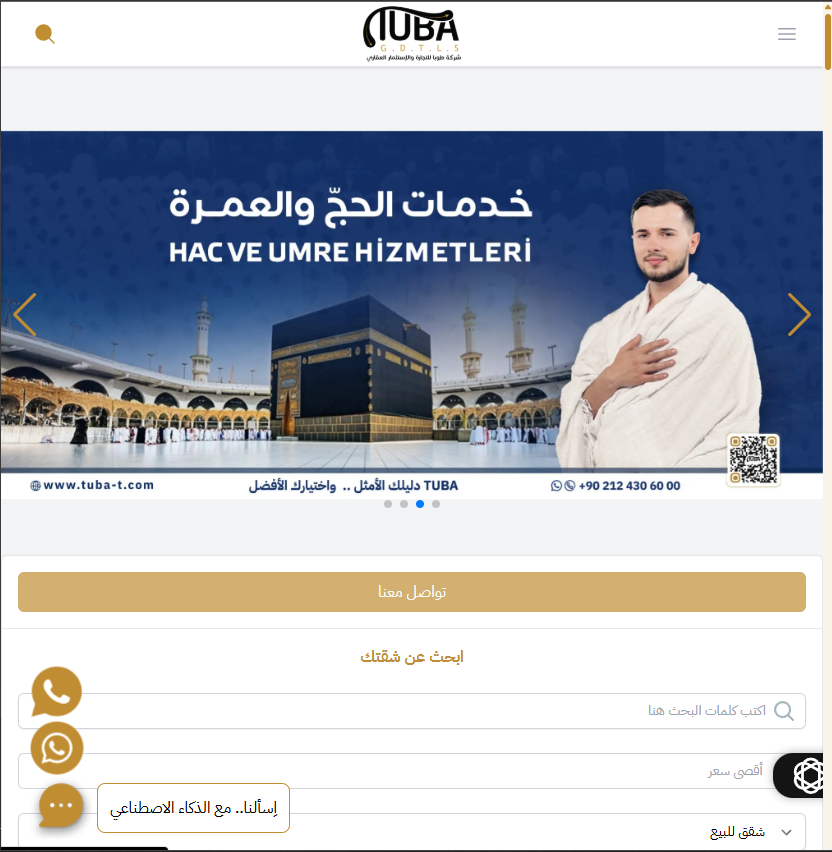 TUBA
G.D.T.L.S
شركة طوبا للتجارة والإستثمار العقاري
خدمات الحجّ والعمرة
HAC VE UMRE HİZMETLERİ
www.tuba-t.com
TUBA دليلك الأمثل .. واختيارك الأفضل
+90 212 430 60 00
تواصل معنا
ابحث عن شقتك
اكتب كلمات البحث هنا
أقصى سعر
إسألنا.. مع الذكاء الاصطناعي
شقق للبيع